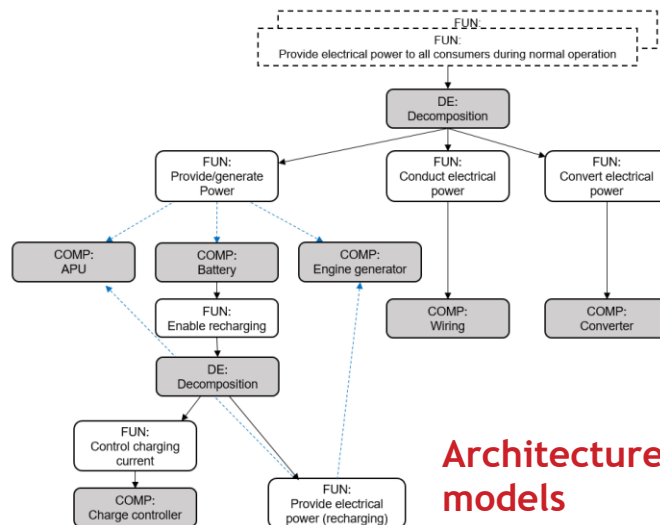 FUN:
FUN:
Provide electrical power to all consumers during normal operation
DE:
Decomposition
FUN:
Provide/generate
Power
FUN:
Conduct electrical
power
FUN:
Convert electrical
power
COMP:
APU
COMP:
Battery
COMP:
Engine generator
FUN:
Enable recharging
COMP:
Wiring
COMP:
Converter
DE:
Decomposition
FUN:
Control charging
current
COMP:
Charge controller
FUN:
Provide electrical
power (recharging)
Architecture
models